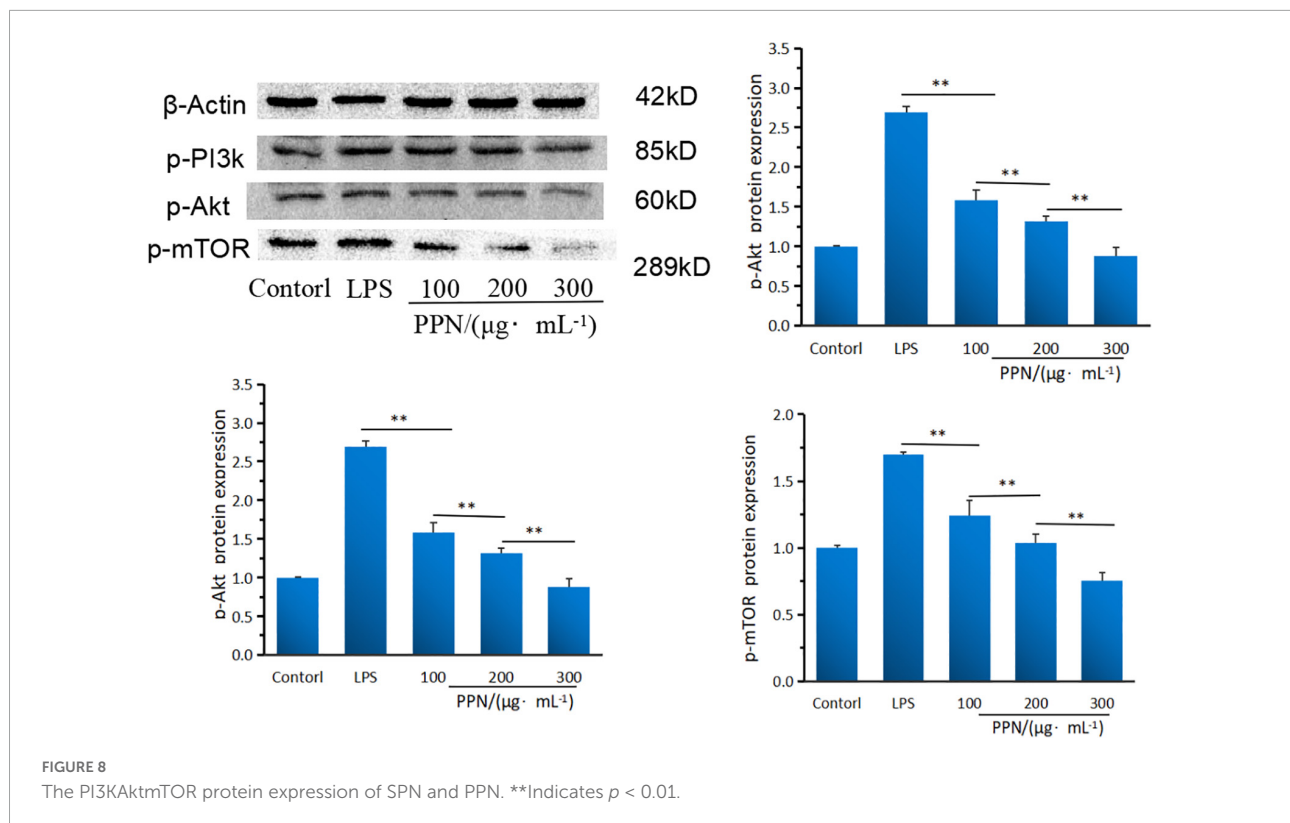 β-Actin 42kD
p-PI3k 85kD
p-Akt 60kD
p-mTOR 289kD
Contorl LPS 100 200 300
PPN/(μg· mL-1)
p-Akt protein expression
3.5
3.0
2.5
2.0
1.5
1.0
0.5
0.0
**
**
**
Contorl LPS 100 200 300
PPN/(μg· mL-1)
p-Akt protein expression
3.5
3.0
2.5
2.0
1.5
1.0
0.5
0.0
**
**
**
Contorl LPS 100 200 300
PPN/(μg· mL-1)
p-mTOR protein expression
2.0
1.5
1.0
0.5
0.0
**
**
**
Contorl LPS 100 200 300
PPN/(μg· mL-1)
FIGURE 8
The PI3KAktmTOR protein expression of SPN and PPN. **Indicates p < 0.01.